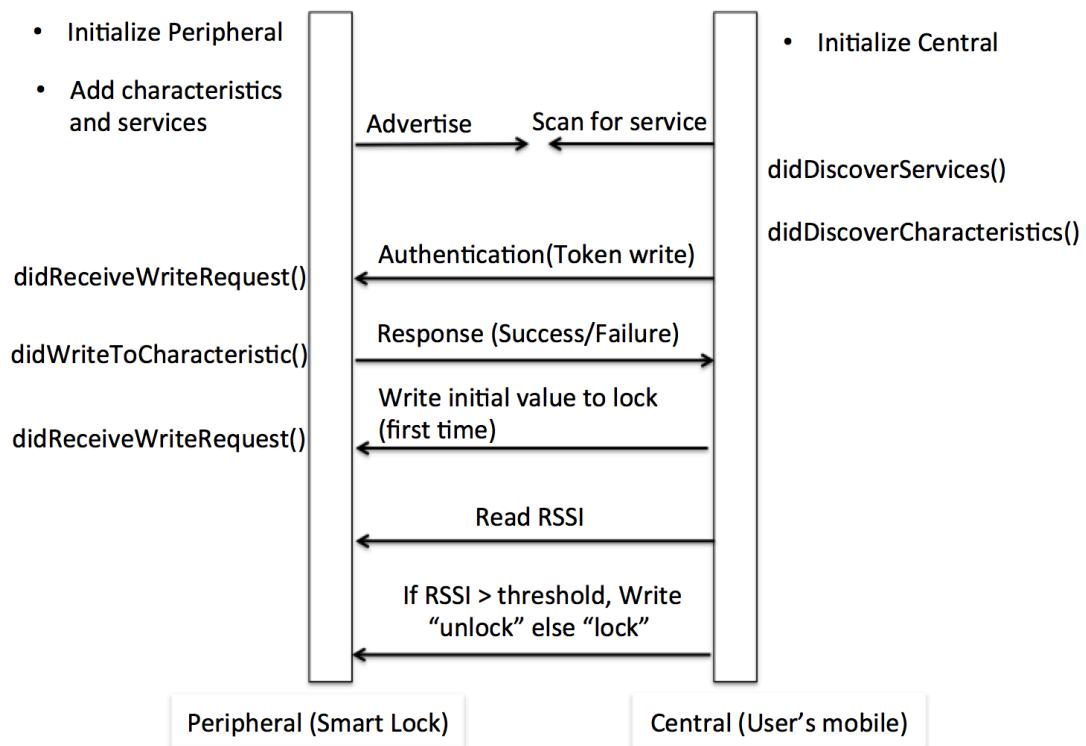 • Initialize Peripheral
• Add characteristics
and services
• Initialize Central
Advertise
Scan for service
didDiscoverServices()
didDiscoverCharacteristics()
Authentication(Token write)
didReceiveWriteRequest()
Response (Success/Failure)
didWriteToCharacteristic()
Write initial value to lock
(first time)
didReceiveWriteRequest()
Read RSSI
If RSSI > threshold, Write
“unlock” else “lock”
Peripheral (Smart Lock)
Central (User’s mobile)